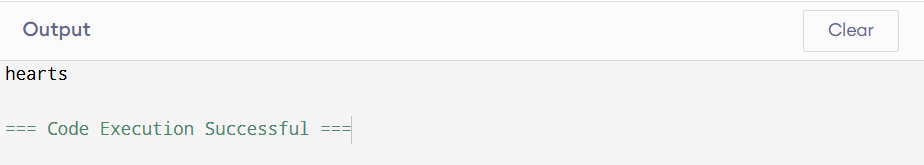 Output
Clear
hearts
=== Code Execution Successful ===